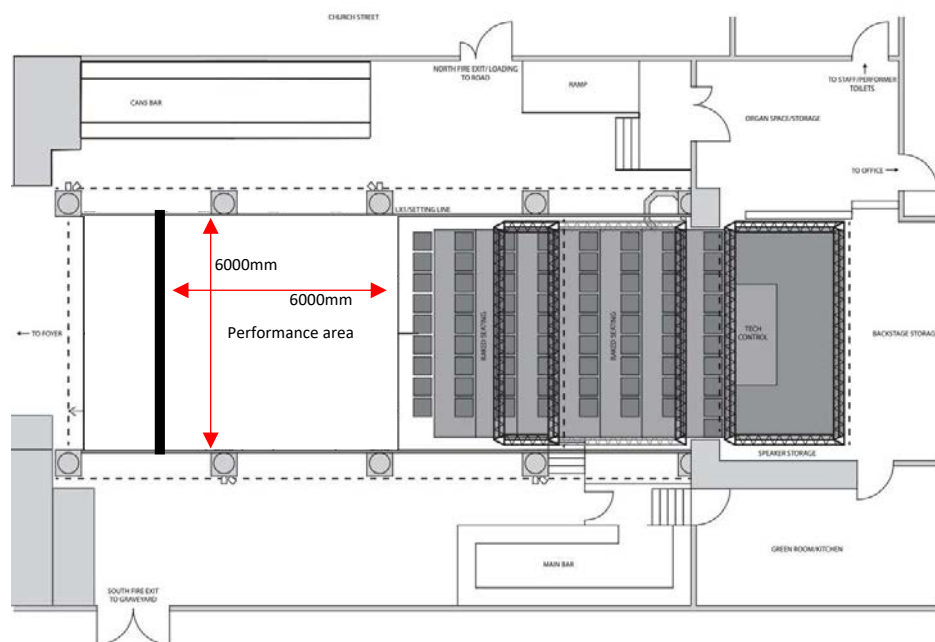 CHURCH STREET
NORTH FIRE EXIT/ LOADING
TO ROAD
RAMP
TO STAFF/PERFORMER
TOILETS
CANS BAR
ORGAN SPACE/STORAGE
TO OFFICE
LX1/SETTING LINE
6000mm
6000mm
Performance area
TO FOYER
RAKED SEATING
RAKED SEATING
TECH
CONTROL
BACKSTAGE STORAG
SPEAKER STORAGE
GREEN ROOM/KITCHEN
MAIN BAR
SOUTH FIRE EXIT
TO GRAVEYARD